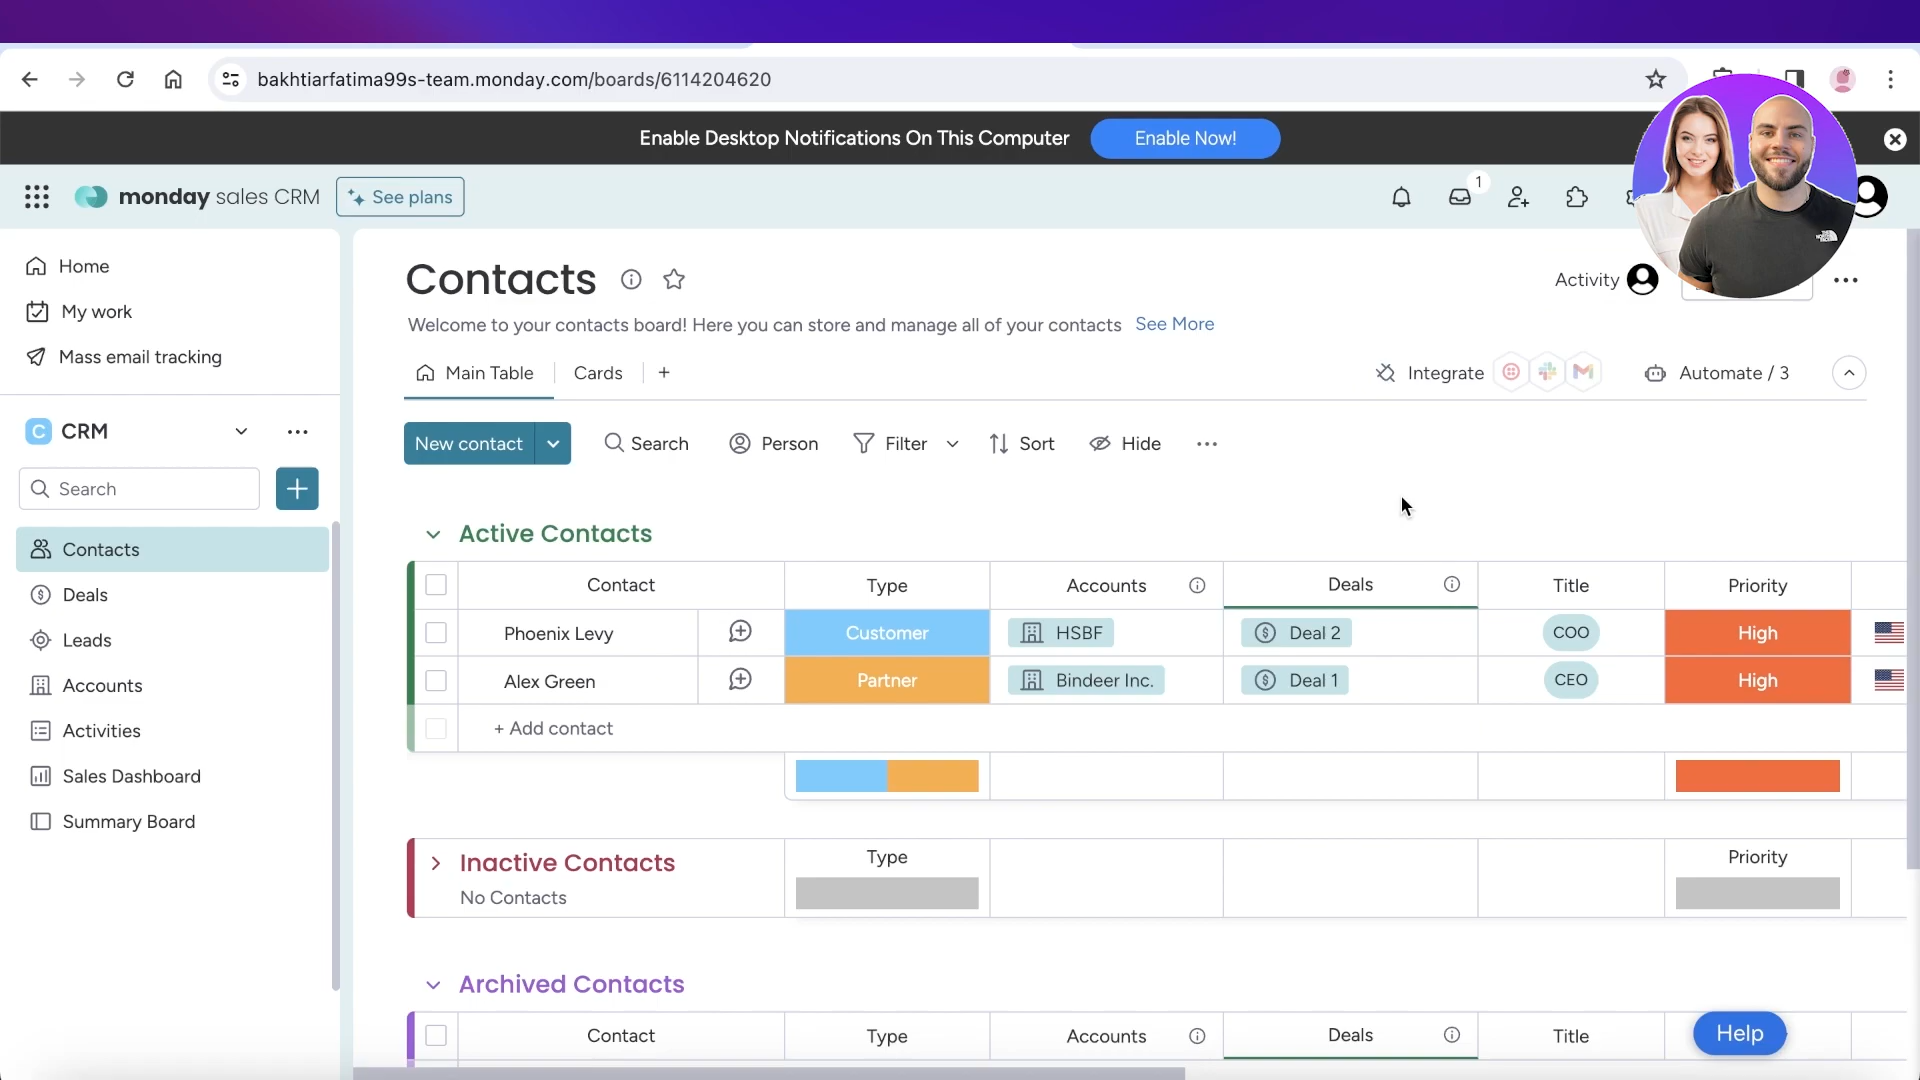 bakhtiarfatima99s-team.monday.com/boards/6114204620
Enable Desktop Notifications On This Computer
Enable Now!
monday sales CRM
See plans
1
Home
My work
Mass email tracking
C CRM
Search
Contacts
Deals
Leads
Accounts
Activities
Sales Dashboard
Summary Board
Contacts
Activity
Welcome to your contacts board! Here you can store and manage all of your contacts See More
Main Table
Cards
+
Integrate
Automate / 3
New contact
Search
Person
Filter
Sort
Hide
Active Contacts
Contact Type Accounts Deals Title Priority
Phoenix Levy Customer HSBF Deal 2 COO High
Alex Green Partner Bindeer Inc. Deal 1 CEO High
+ Add contact
Inactive Contacts
No Contacts
Type
Priority
Archived Contacts
Contact Type Accounts Deals Title
Help